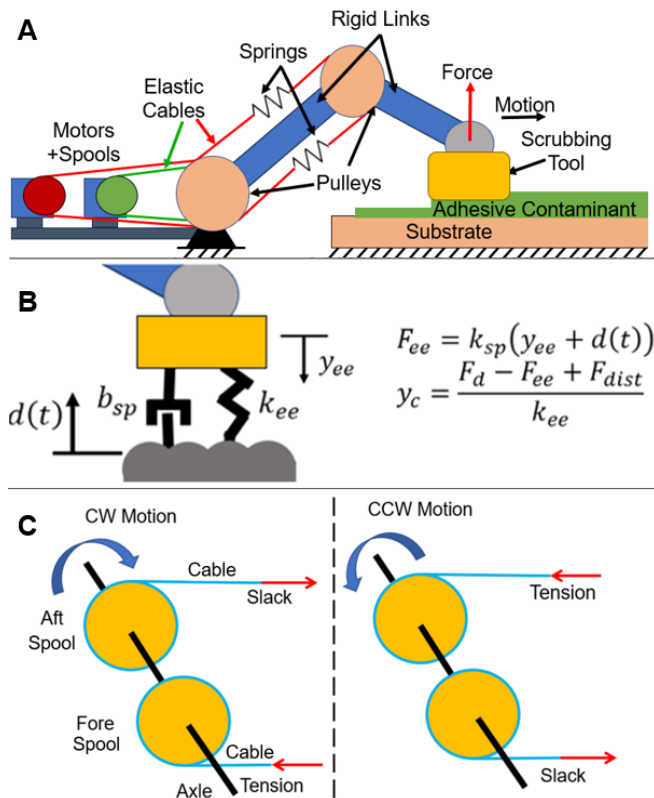 A
Rigid Links
Springs
Force
Elastic
Cables
Motion
Motors
+Spools
Scrubbing
Tool
Pulleys
Adhesive Contaminant
Substrate
B
y_ee
F_ee = k_sp(y_ee + d(t))
d(t)
b_sp
k_ee
y_c = (F_d − F_ee + F_dist) / k_ee
C
CW Motion
Cable
Slack
Aft
Spool
Fore
Spool
Cable
Axle
Tension
CCW Motion
Tension
Slack